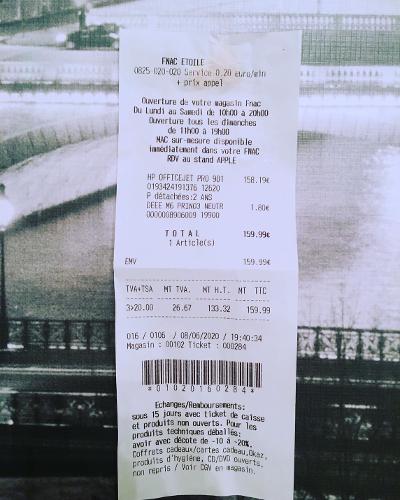 FNAC ETOILE
0825-020-020 Service 0.20 euro/min
+ prix appel
Ouverture de votre magasin Fnac
Du Lundi au Samedi de 10h00 à 20h00
Ouverture tous les dimanches
de 11h00 à 19h00
MAC sur-mesure disponible
immédiatement dans votre FNAC
RDV au stand APPLE
HP OFFICEJET PRO 901 158.19€
0193424191376 12620
P détachées:2 ANS
DEEE M6 PRINO3 NEUTR 1.80€
0000008906009 19900
TOTAL 159.99€
1 Article(s)
EMV 159.99€
TVA+TSA MT TVA. MT H.T. MT TTC
3>20.00 26.67 133.32 159.99
016 / 0106 / 08/06/2020 / 19:40:34
Magasin : 00102 Ticket : 000284
*01020160284*
Echanges/Remboursements:
sous 15 jours avec ticket de caisse
et produits non ouverts. Pour les
produits techniques déballés:
avoir avec décote de -10 à -20%.
Coffrets cadeaux/cartes cadeau,Okaz,
produits d'hygiène, CD/DVD ouverts,
non repris / Voir CGV en magasin.